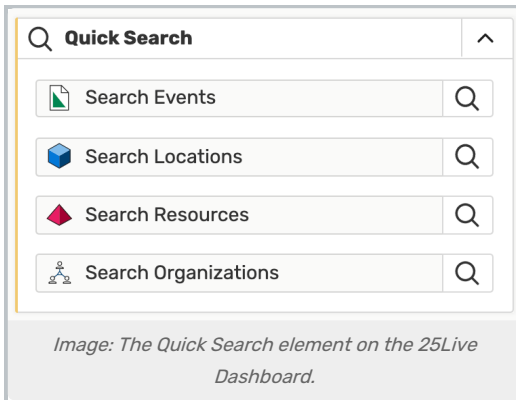 Quick Search
Search Events
Search Locations
Search Resources
Search Organizations
Image: The Quick Search element on the 25Live
Dashboard.